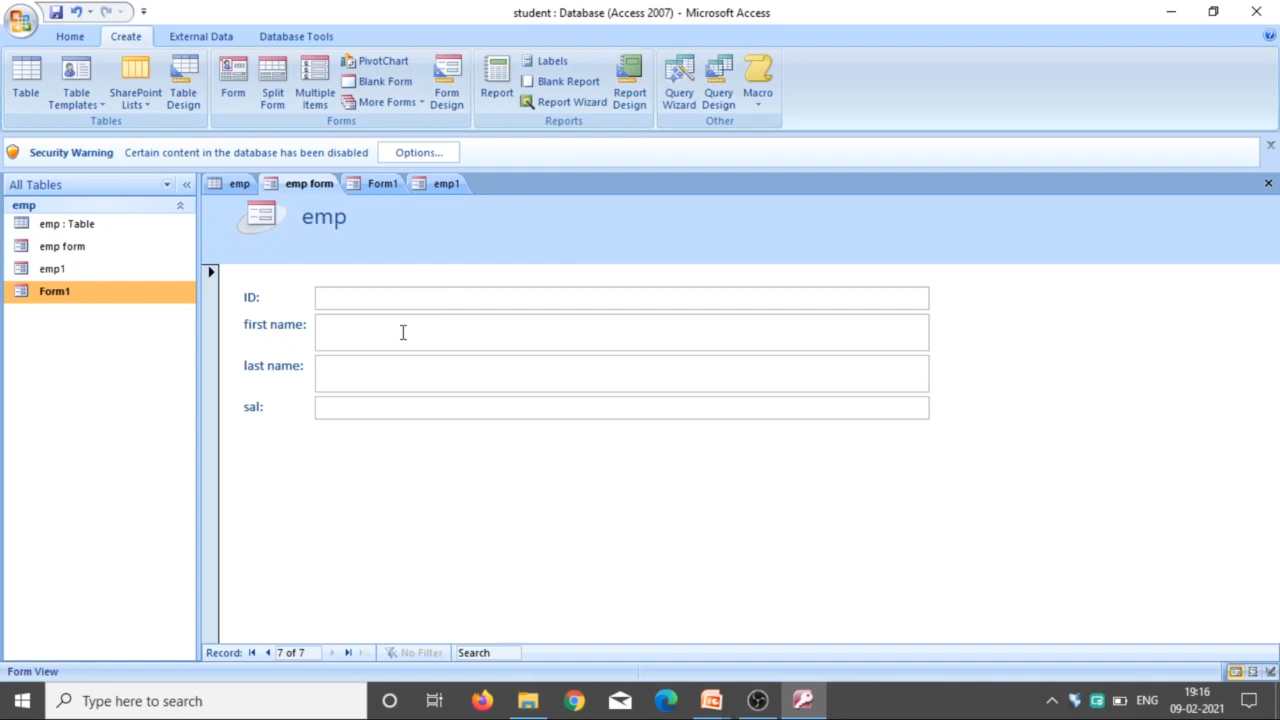 student : Database (Access 2007) - Microsoft Access
Home Create External Data Database Tools
Table
Table Templates
SharePoint Lists
Table Design
Tables
Form
Split Form
Multiple Items
PivotChart
Blank Form
More Forms
Form Design
Forms
Report
Labels
Blank Report
Report Wizard
Report Design
Reports
Query Wizard
Query Design
Macro
Other
Security Warning Certain content in the database has been disabled Options...
All Tables «
emp emp form Form1 emp1
emp
emp : Table
emp form
emp1
Form1
emp
ID:
first name:
last name:
sal:
Record: 7 of 7 No Filter Search
Form View
Type here to search
ENG
19:16
09-02-2021